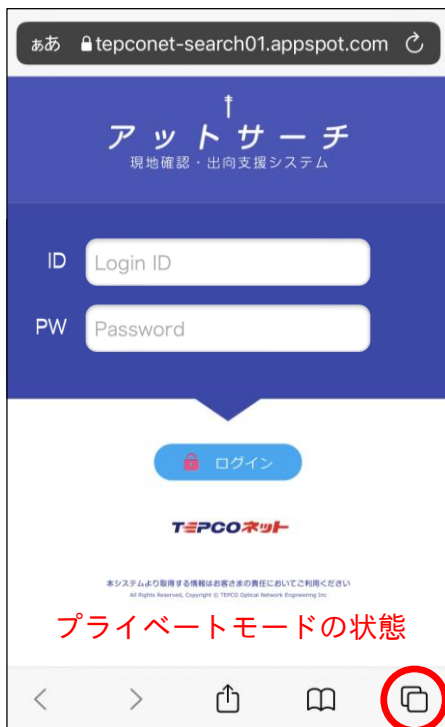 ぁあ tepconet-search01.appspot.com
アットサーチ
現地確認・出向支援システム
ID Login ID
PW Password
ログイン
TEPCOネット
本システムより取得する情報はお客さまの責任においてご利用ください
All Rights Reserved, Copyright © TEPCO Optical Network Engineering Inc
プライベートモードの状態